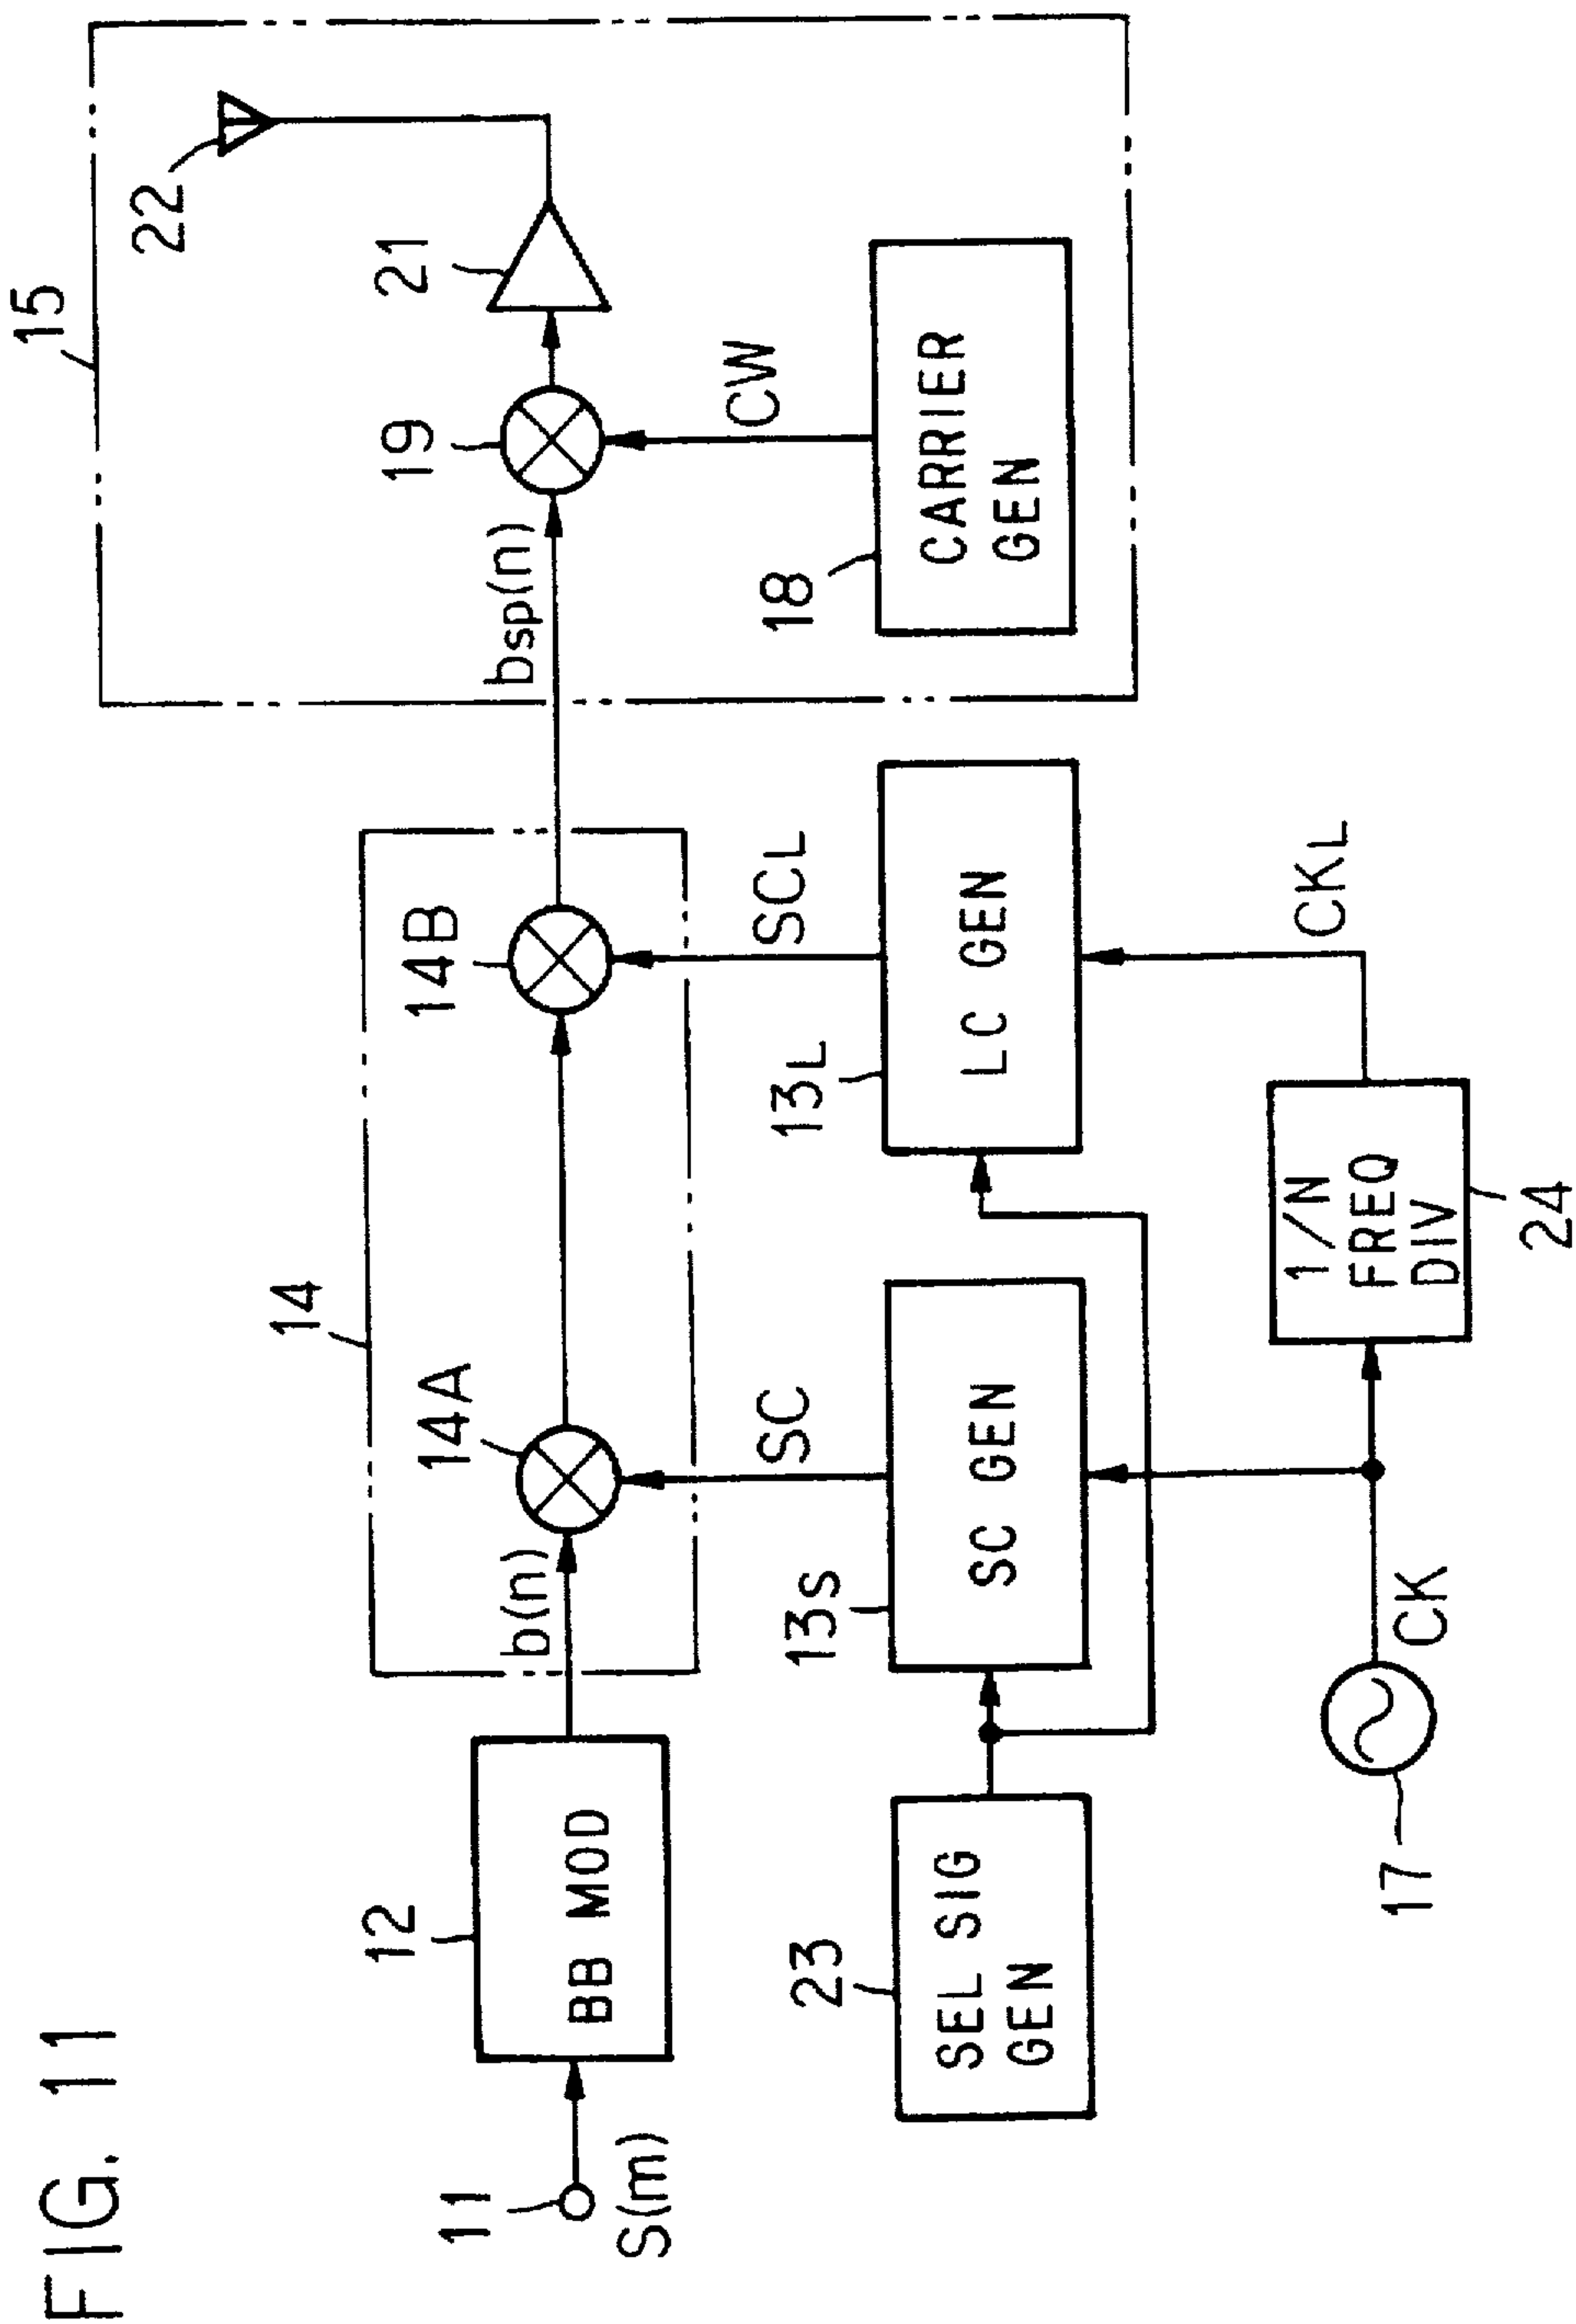 FIG. 11
15
22
21
19
CW
bsp(n)
18
CARRIER
GEN
14
14B
14A
b(n)
12
BB MOD
11
S(m)
SCL
SC
13L
LC GEN
13S
SC GEN
23
SEL SIG
GEN
CKL
1/N
FREQ
DIV
24
CK
17